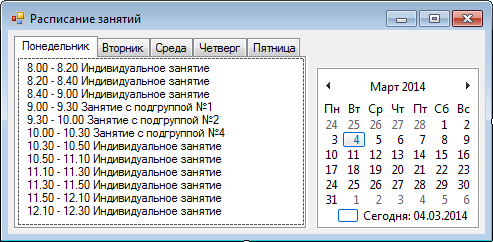 Расписание занятий
Понедельник Вторник Среда Четверг Пятница
8.00 - 8.20 Индивидуальное занятие
8.20 - 8.40 Индивидуальное занятие
8.40 - 9.00 Индивидуальное занятие
9.00 - 9.30 Занятие с подгруппой №1
9.30 - 10.00 Занятие с подгруппой №2
10.00 - 10.30 Занятие с подгруппой №4
10.30 - 10.50 Индивидуальное занятие
10.50 - 11.10 Индивидуальное занятие
11.10 - 11.30 Индивидуальное занятие
11.30 - 11.50 Индивидуальное занятие
11.50 - 12.10 Индивидуальное занятие
12.10 - 12.30 Индивидуальное занятие
Март 2014
Пн Вт Ср Чт Пт Сб Вс
24 25 26 27 28 1 2
3 4 5 6 7 8 9
10 11 12 13 14 15 16
17 18 19 20 21 22 23
24 25 26 27 28 29 30
31 1 2 3 4 5 6
Сегодня: 04.03.2014